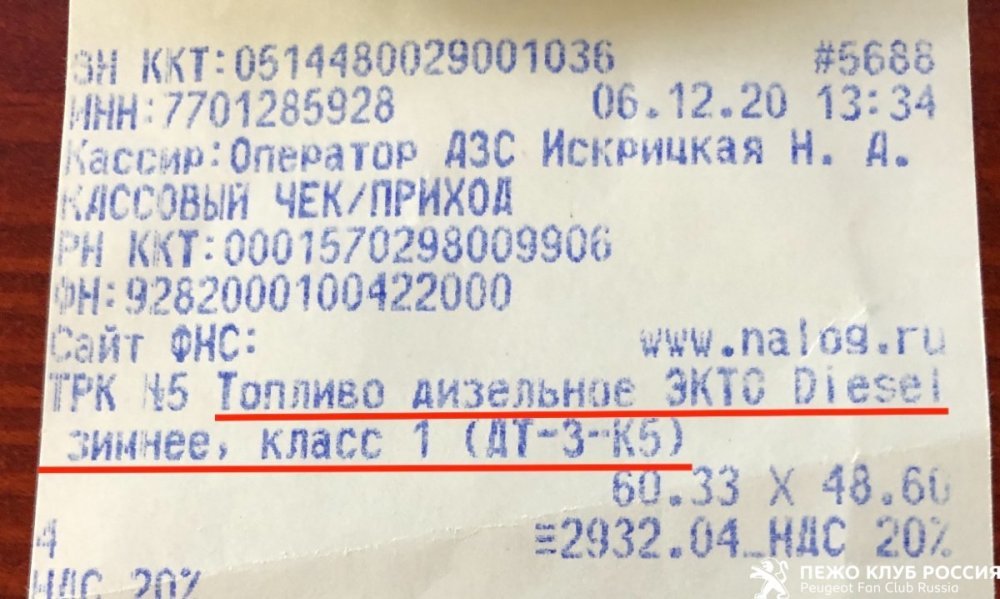 ЗН ККТ:0514480029001036 #5688
ИНН:7701285928 06.12.20 13:34
Кассир:Оператор АЗС Искрицкая Н. А.
КАССОВЫЙ ЧЕК/ПРИХОД
РН ККТ:0001570298009906
ФН:9282000100422000
Сайт ФНС: www.nalog.ru
ТРК №5 Топливо дизельное ЭКТО Diesel
зимнее, класс 1 (ДТ-З-К5)
60.33 X 48.60
4 ≡2932.04_НДС 20%
НДС 20%
ПЕЖО КЛУБ РОССИЯ
Peugeot Fan Club Russia